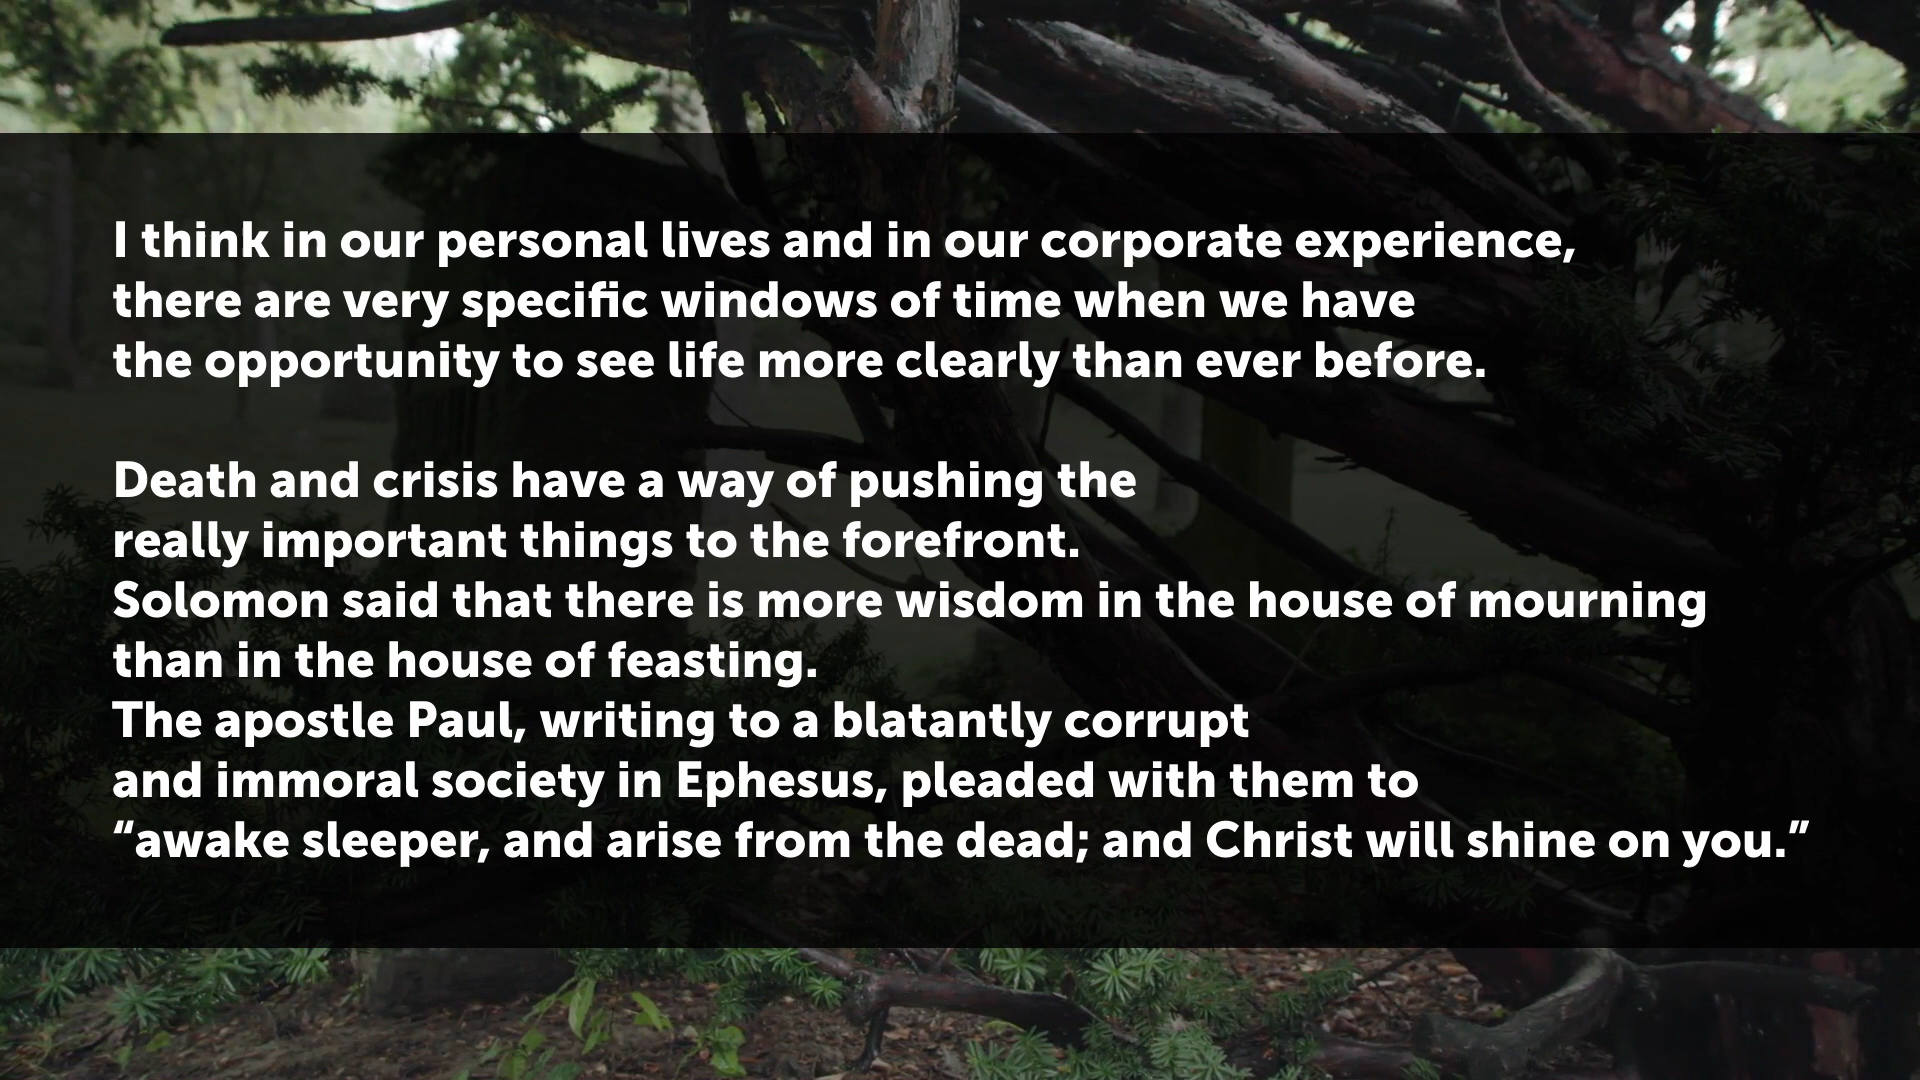 I think in our personal lives and in our corporate experience,
there are very specific windows of time when we have
the opportunity to see life more clearly than ever before.
Death and crisis have a way of pushing the
really important things to the forefront.
Solomon said that there is more wisdom in the house of mourning
than in the house of feasting.
The apostle Paul, writing to a blatantly corrupt
and immoral society in Ephesus, pleaded with them to
“awake sleeper, and arise from the dead; and Christ will shine on you.”